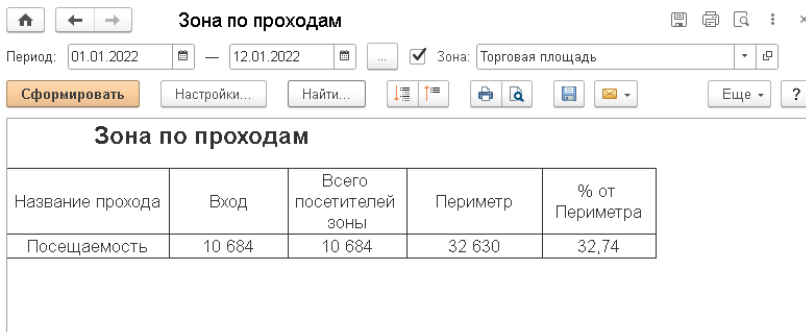 Зона по проходам
Период: 01.01.2022 — 12.01.2022 ... Зона: Торговая площадь
Сформировать Настройки... Найти... Еще ?
Зона по проходам
Название прохода Вход Всего посетителей зоны Периметр % от Периметра
Посещаемость 10 684 10 684 32 630 32,74